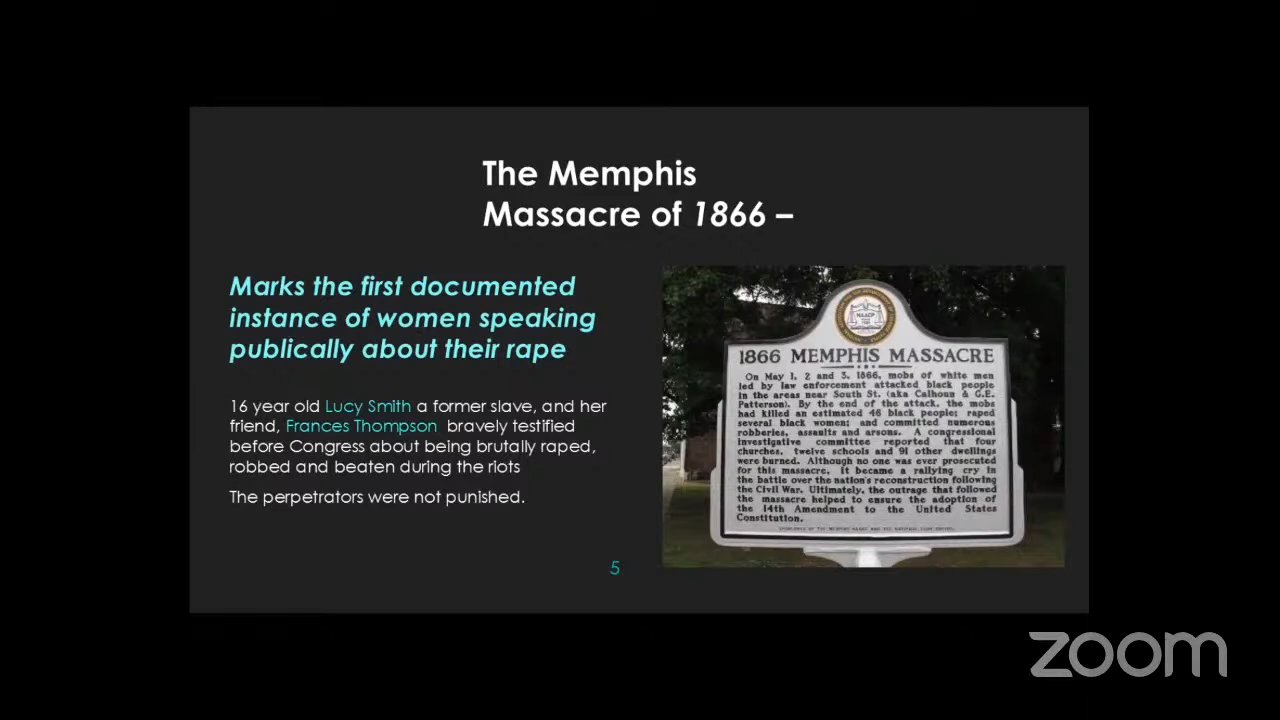 The Memphis
Massacre of 1866 –
Marks the first documented
instance of women speaking
publically about their rape
16 year old Lucy Smith a former slave, and her
friend, Frances Thompson bravely testified
before Congress about being brutally raped,
robbed and beaten during the riots
The perpetrators were not punished.
5
NAACP
1866 MEMPHIS MASSACRE
On May 1, 2 and 3, 1866, mobs of white men
led by law enforcement attacked black people
in the areas near South St. (aka Calhoun & G.E.
Patterson). By the end of the attack, the mobs
had killed an estimated 46 black people; raped
several black women; and committed numerous
robberies, assaults and arsons. A congressional
investigative committee reported that four
churches, twelve schools and 91 other dwellings
were burned. Although no one was ever prosecuted
for this massacre, it became a rallying cry in
the battle over the nation's reconstruction following
the Civil War. Ultimately, the outrage that followed
the massacre helped to ensure the adoption of
the 14th Amendment to the United States
Constitution.
zoom